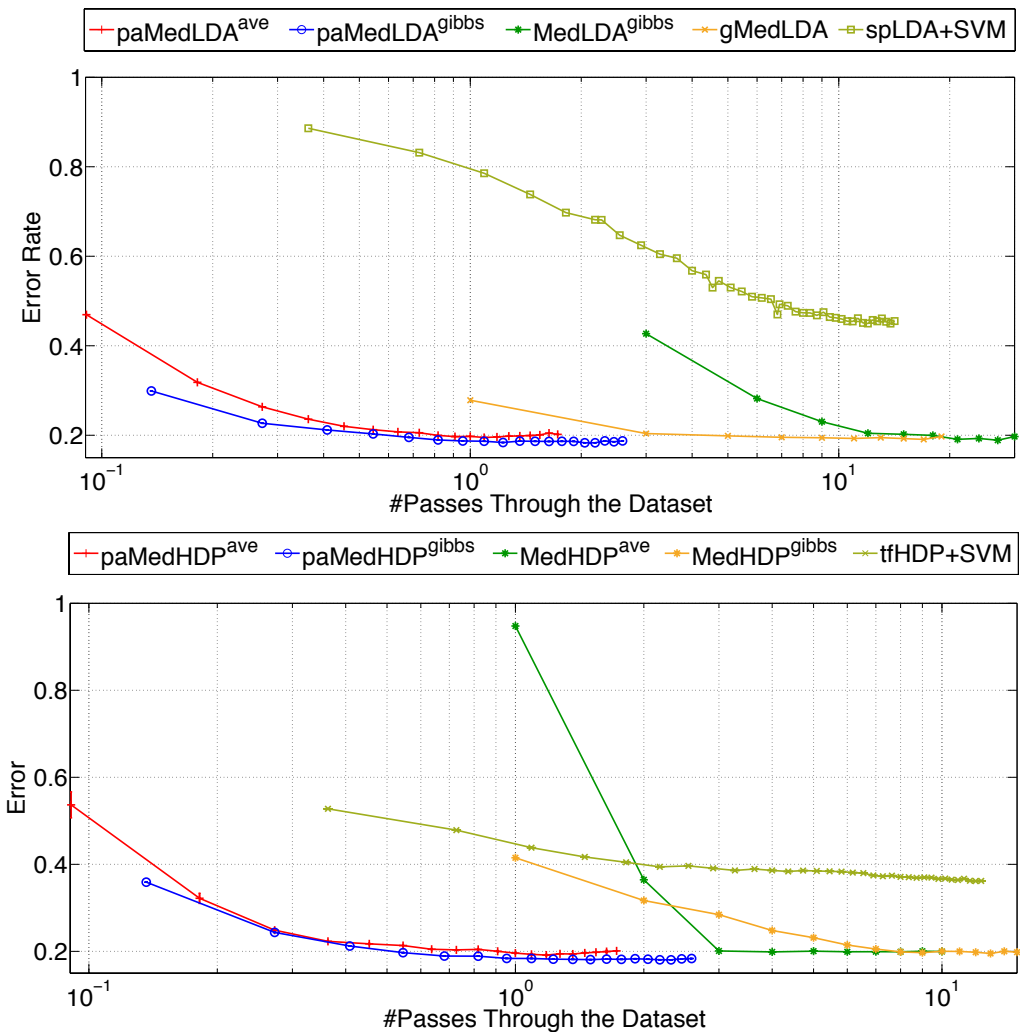 paMedLDA^ave paMedLDA^gibbs MedLDA^gibbs gMedLDA spLDA+SVM
1
0.8
0.6
0.4
0.2
Error Rate
10^−1 10^0 10^1
#Passes Through the Dataset
paMedHDP^ave paMedHDP^gibbs MedHDP^ave MedHDP^gibbs tfHDP+SVM
1
0.8
0.6
0.4
0.2
Error
10^−1 10^0 10^1
#Passes Through the Dataset